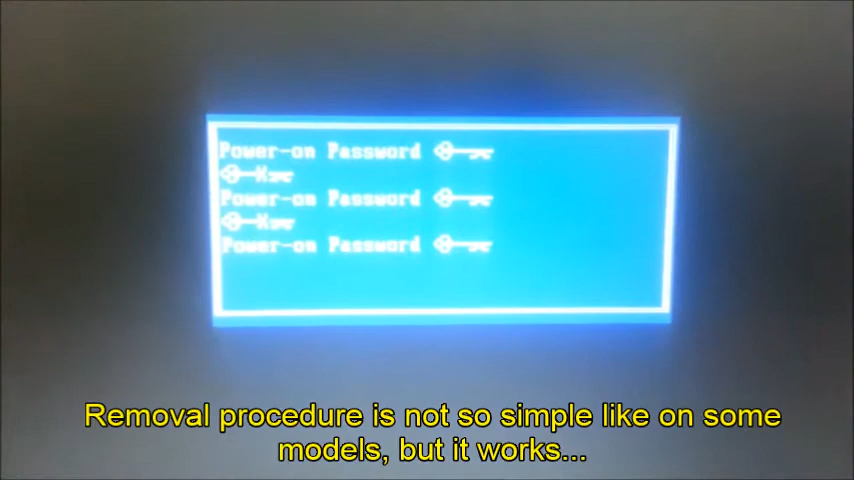 Power-on Password
Power-on Password
Power-on Password
Removal procedure is not so simple like on some
models, but it works...